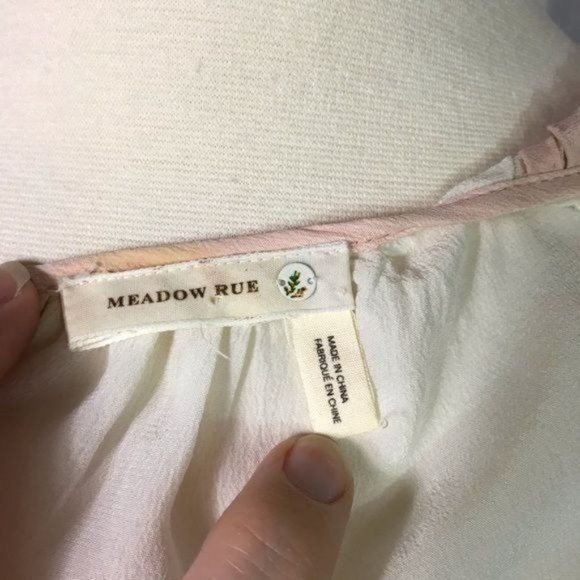 MEADOW RUE
MADE IN CHINA
FABRIQUÉ EN CHINE